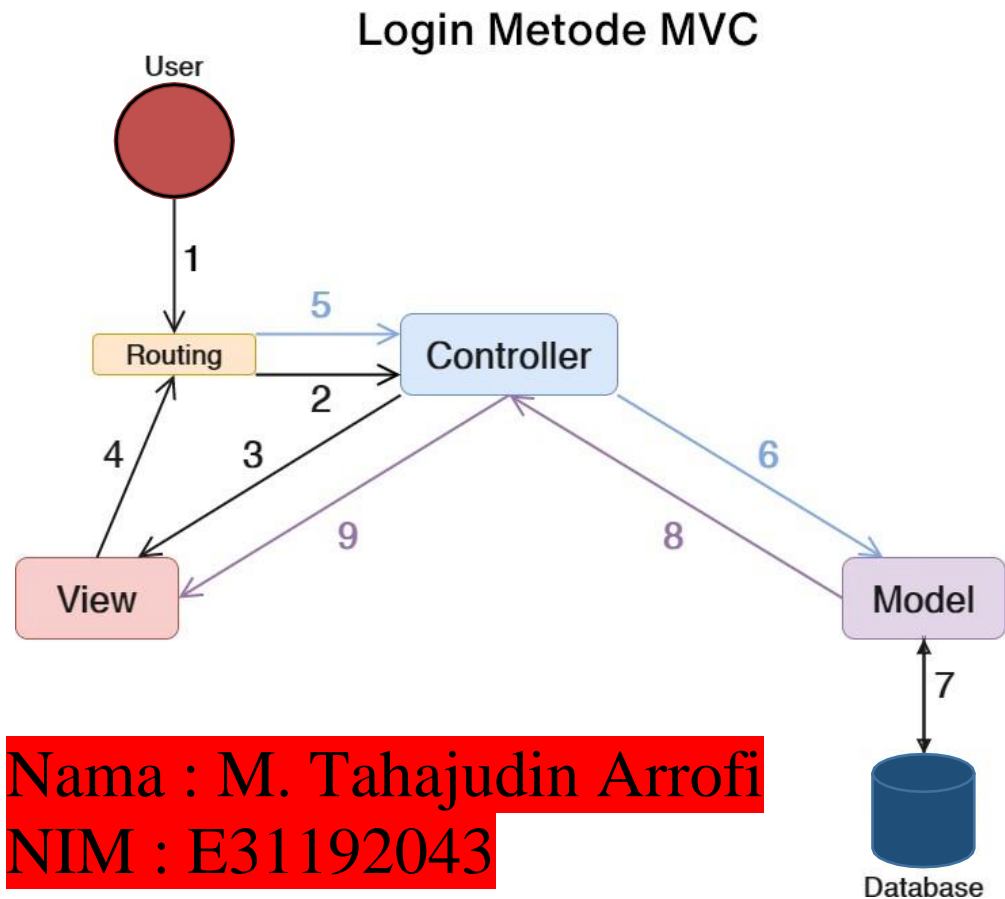 Login Metode MVC
User
1
5
Routing
Controller
2
4
3
6
9
8
View
Model
7
Nama : M. Tahajudin Arrofi
NIM : E31192043
Database